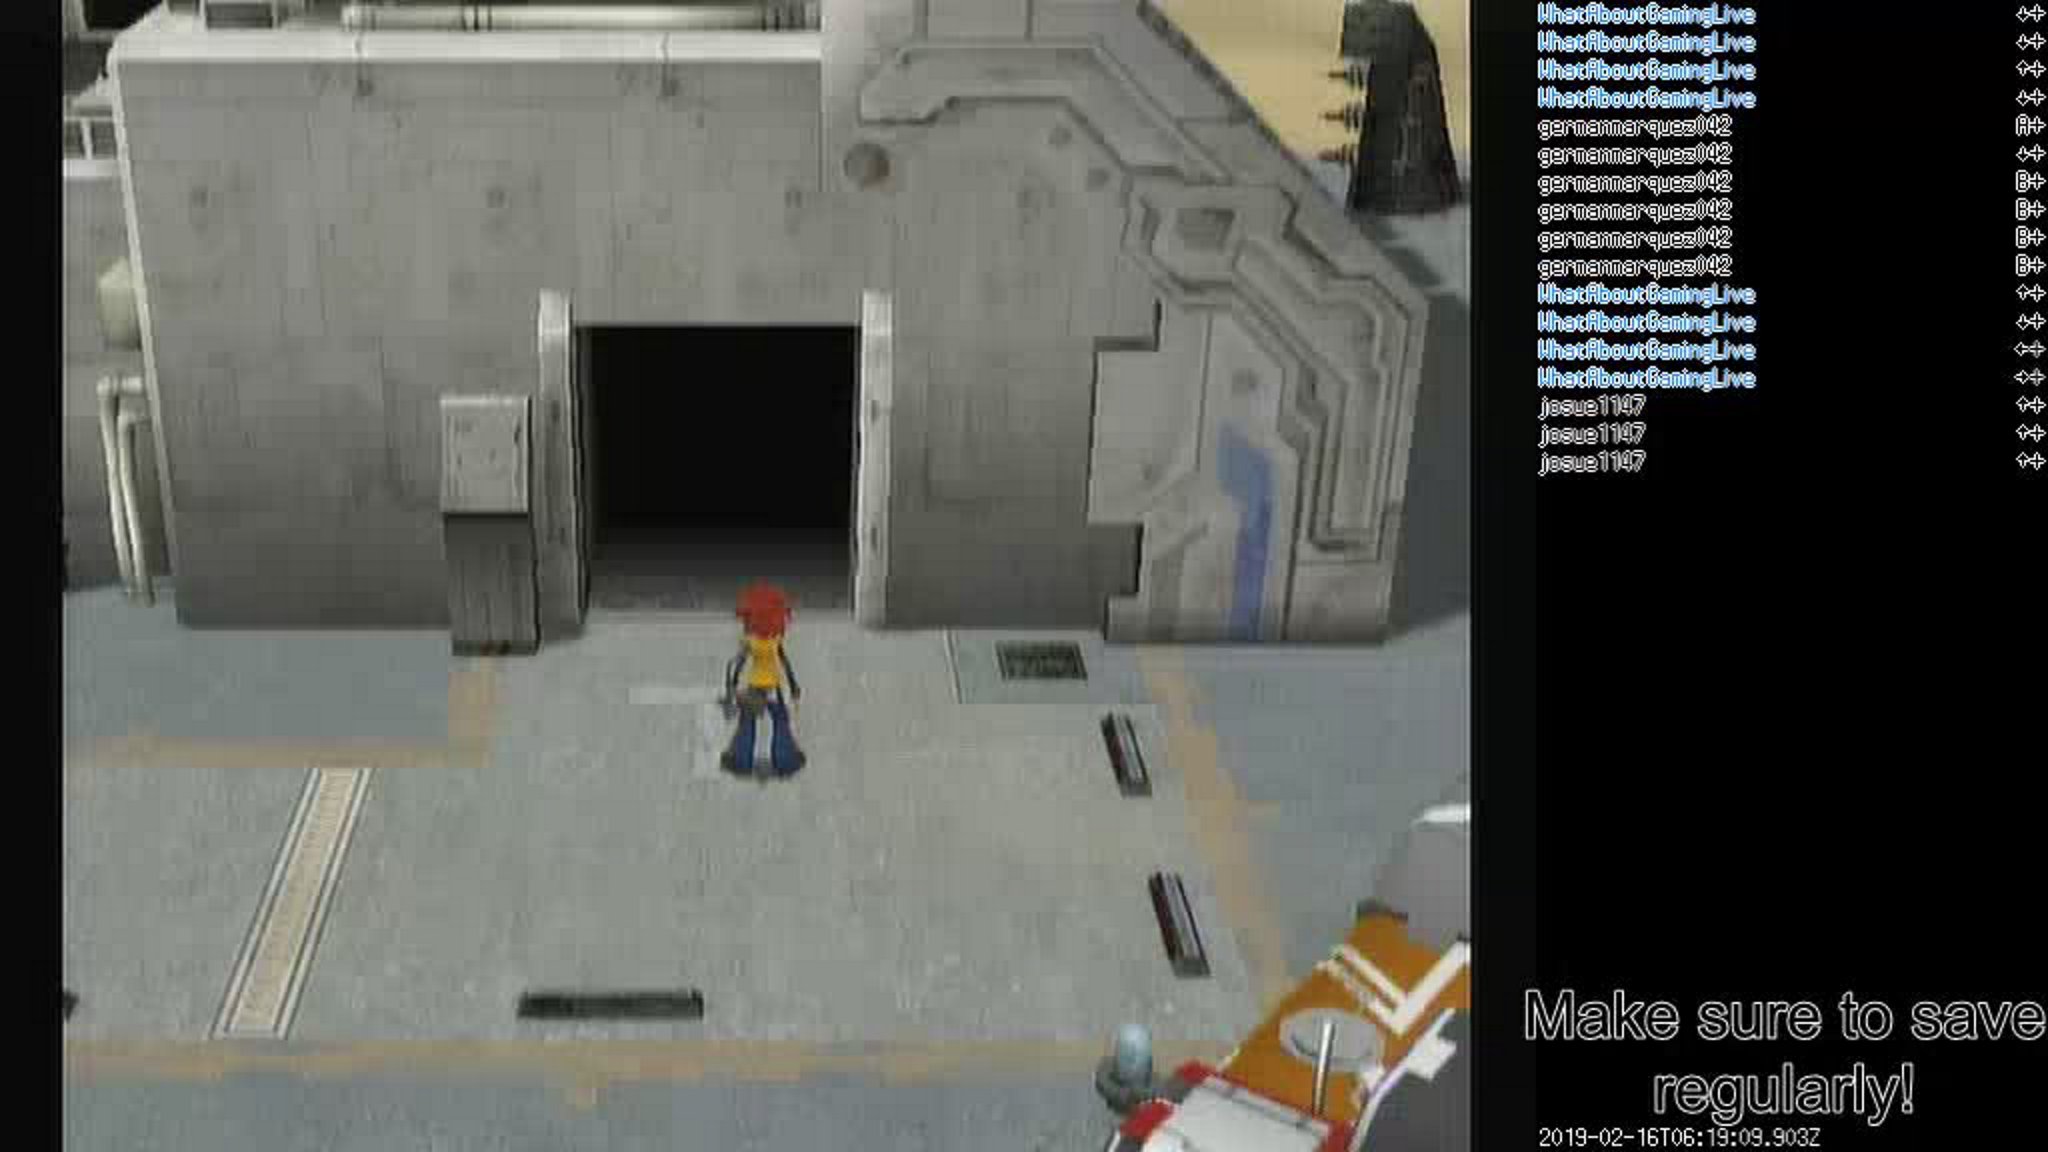 WhatAboutGamingLive ↓+
WhatAboutGamingLive ↓+
WhatAboutGamingLive ↑+
WhatAboutGamingLive ↓+
germanmarquez042 A+
germanmarquez042 ↓+
germanmarquez042 B+
germanmarquez042 B+
germanmarquez042 B+
germanmarquez042 B+
WhatAboutGamingLive ↑+
WhatAboutGamingLive ↓+
WhatAboutGamingLive ←+
WhatAboutGamingLive →+
josue1147 ↑+
josue1147 ↑+
josue1147 ↑+
Make sure to save
regularly!
2019-02-16T06:19:09.903Z